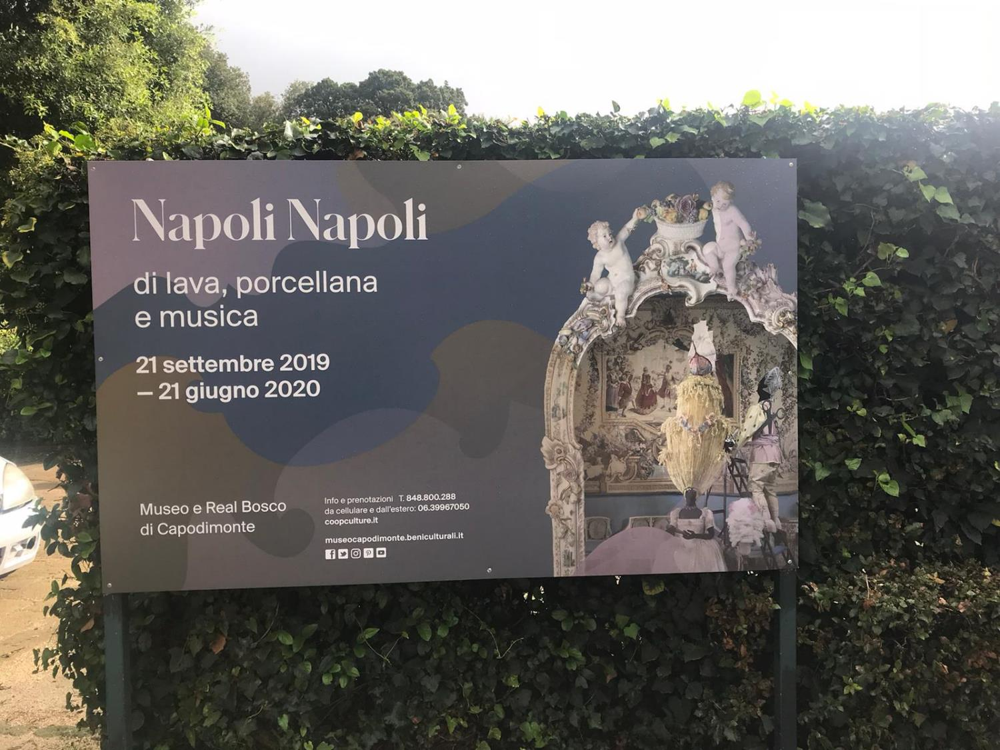 Napoli Napoli
di lava, porcellana
e musica
21 settembre 2019
— 21 giugno 2020
Museo e Real Bosco
di Capodimonte
Info e prenotazioni T. 848.800.288
da cellulare e dall'estero: 06.39967050
coopculture.it
museocapodimonte.beniculturali.it